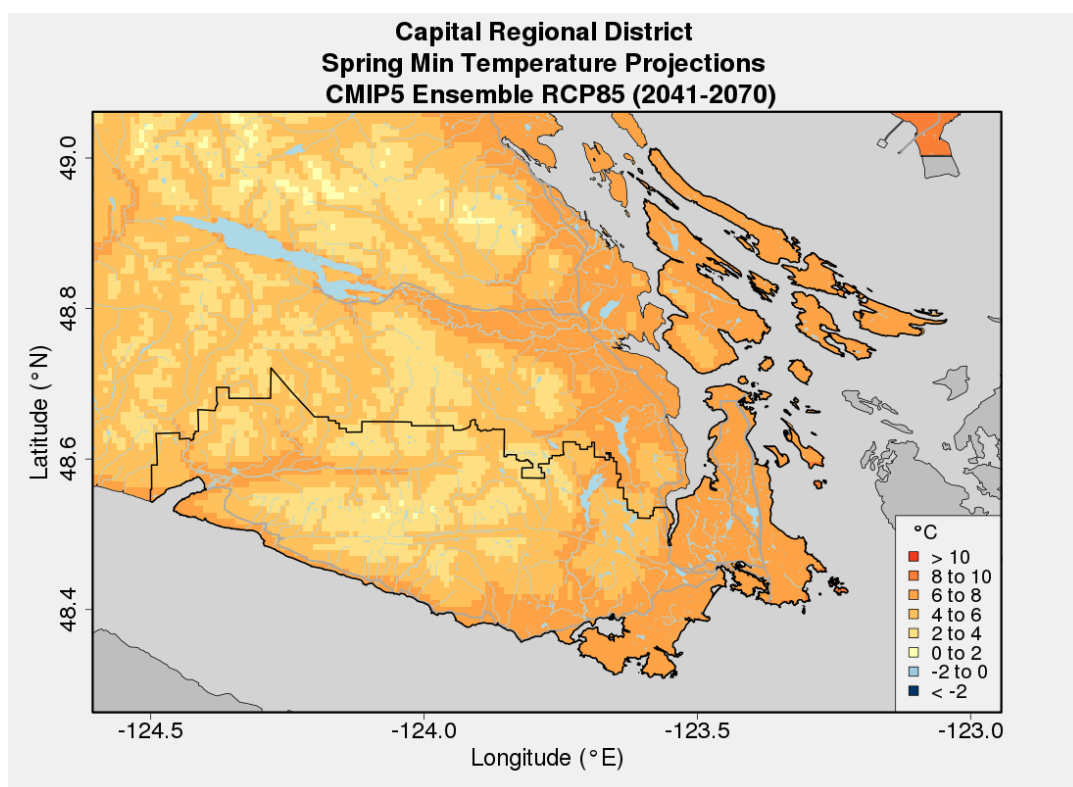 Capital Regional District
Spring Min Temperature Projections
CMIP5 Ensemble RCP85 (2041-2070)
Latitude (°N)
49.0
48.8
48.6
48.4
°C
> 10
8 to 10
6 to 8
4 to 6
2 to 4
0 to 2
-2 to 0
< -2
-124.5
-124.0
-123.5
-123.0
Longitude (°E)